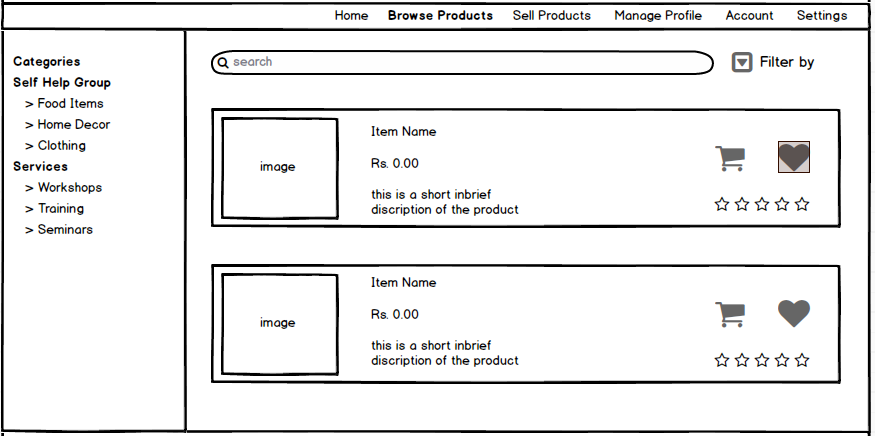 Home Browse Products Sell Products Manage Profile Account Settings
Categories
Self Help Group
> Food Items
> Home Decor
> Clothing
Services
> Workshops
> Training
> Seminars
search
Filter by
image
Item Name
Rs. 0.00
this is a short inbrief
discription of the product
image
Item Name
Rs. 0.00
this is a short inbrief
discription of the product